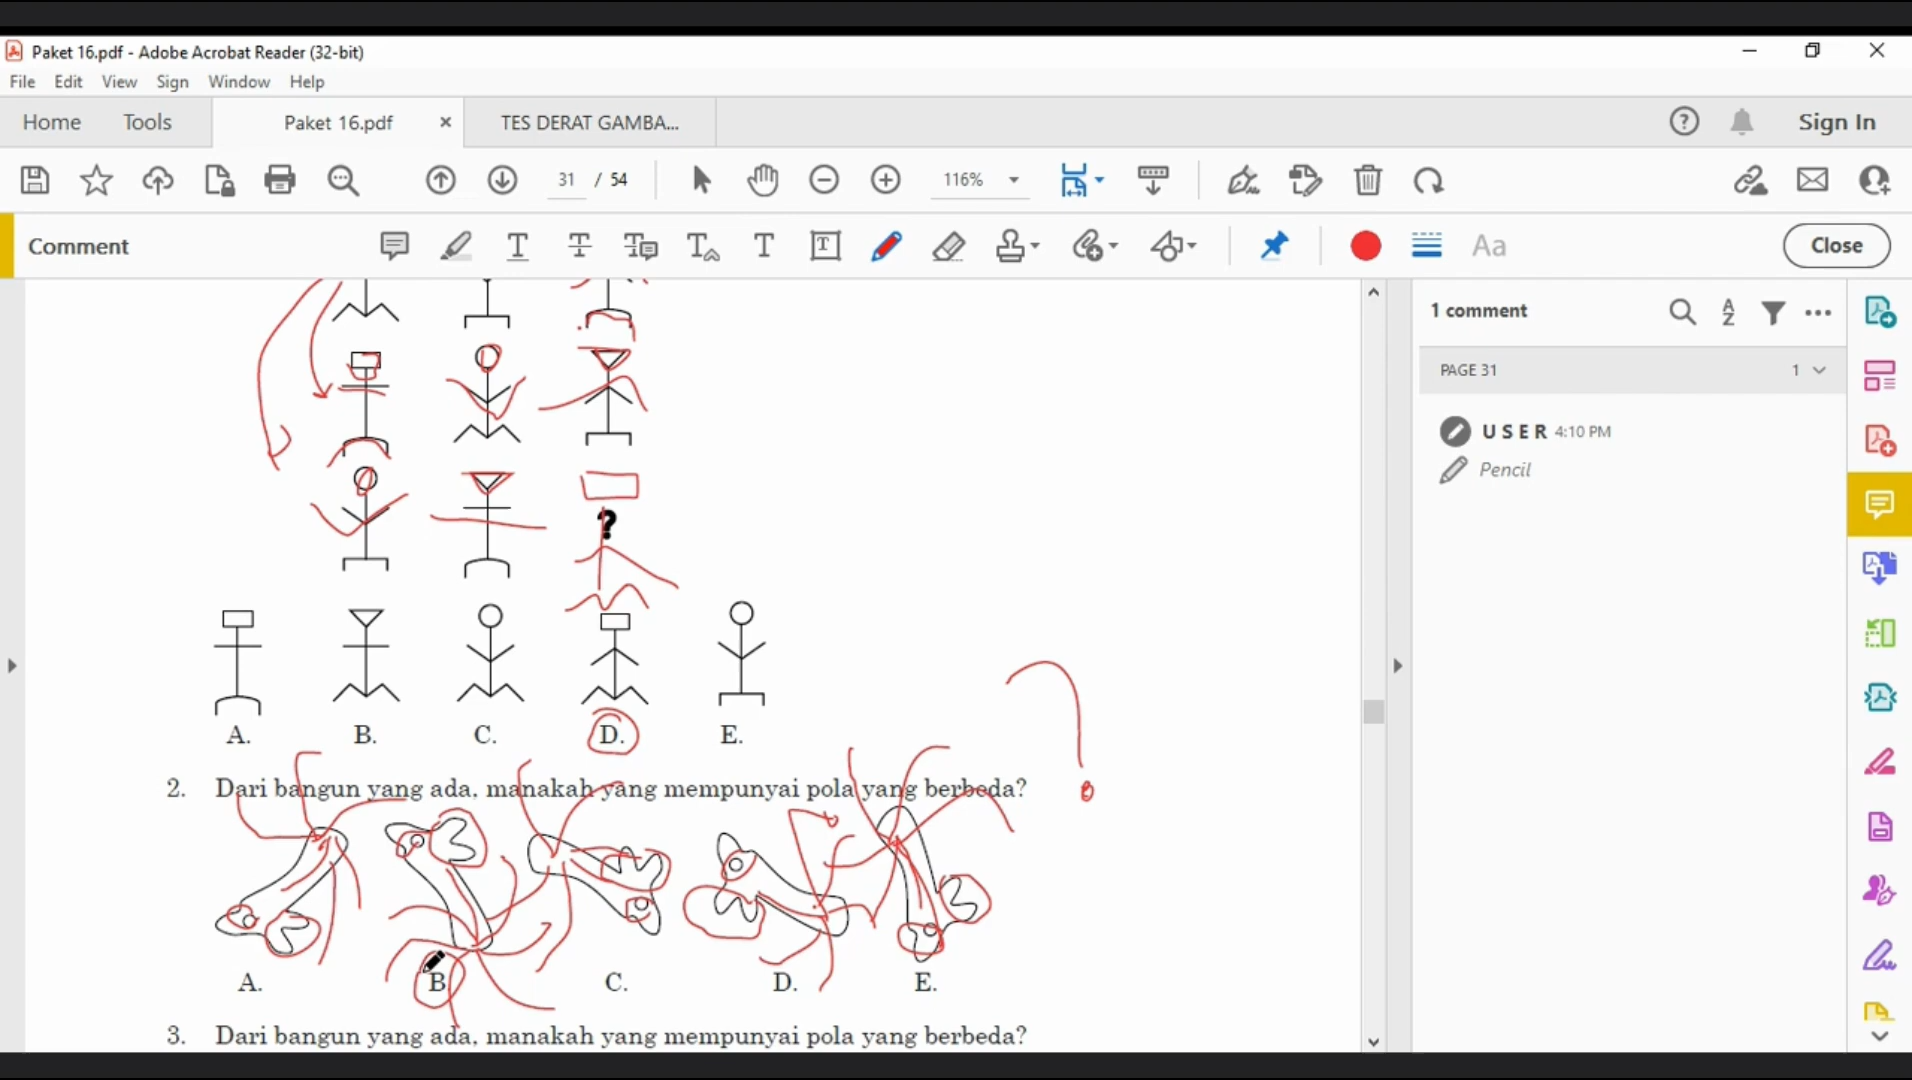 Paket 16.pdf - Adobe Acrobat Reader (32-bit)
File Edit View Sign Window Help
Home Tools Paket 16.pdf × TES DERAT GAMBA... Sign In
31 / 54 116%
Comment Aa Close
1 comment
PAGE 31 1
U S E R 4:10 PM
Pencil
?
A. B. C. D. E.
2. Dari bangun yang ada, manakah yang mempunyai pola yang berbeda?
A. B C. D. E.
3. Dari bangun yang ada, manakah yang mempunyai pola yang berbeda?